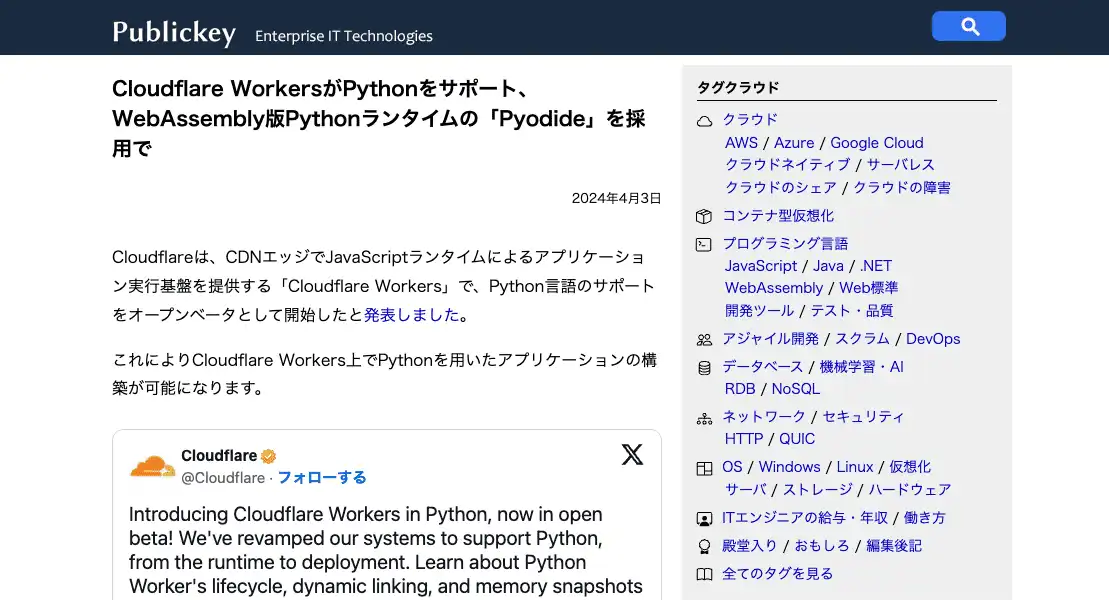 Publickey Enterprise IT Technologies
Cloudflare WorkersがPythonをサポート、
WebAssembly版Pythonランタイムの「Pyodide」を採
用で
2024年4月3日
Cloudflareは、CDNエッジでJavaScriptランタイムによるアプリケーショ
ン実行基盤を提供する「Cloudflare Workers」で、Python言語のサポート
をオープンベータとして開始したと発表しました。
これによりCloudflare Workers上でPythonを用いたアプリケーションの構
築が可能になります。
Cloudflare
@Cloudflare · フォローする
Introducing Cloudflare Workers in Python, now in open
beta! We've revamped our systems to support Python,
from the runtime to deployment. Learn about Python
Worker's lifecycle, dynamic linking, and memory snapshots
タグクラウド
クラウド
AWS / Azure / Google Cloud
クラウドネイティブ / サーバレス
クラウドのシェア / クラウドの障害
コンテナ型仮想化
プログラミング言語
JavaScript / Java / .NET
WebAssembly / Web標準
開発ツール / テスト・品質
アジャイル開発 / スクラム / DevOps
データベース / 機械学習・AI
RDB / NoSQL
ネットワーク / セキュリティ
HTTP / QUIC
OS / Windows / Linux / 仮想化
サーバ / ストレージ / ハードウェア
ITエンジニアの給与・年収 / 働き方
殿堂入り / おもしろ / 編集後記
全てのタグを見る